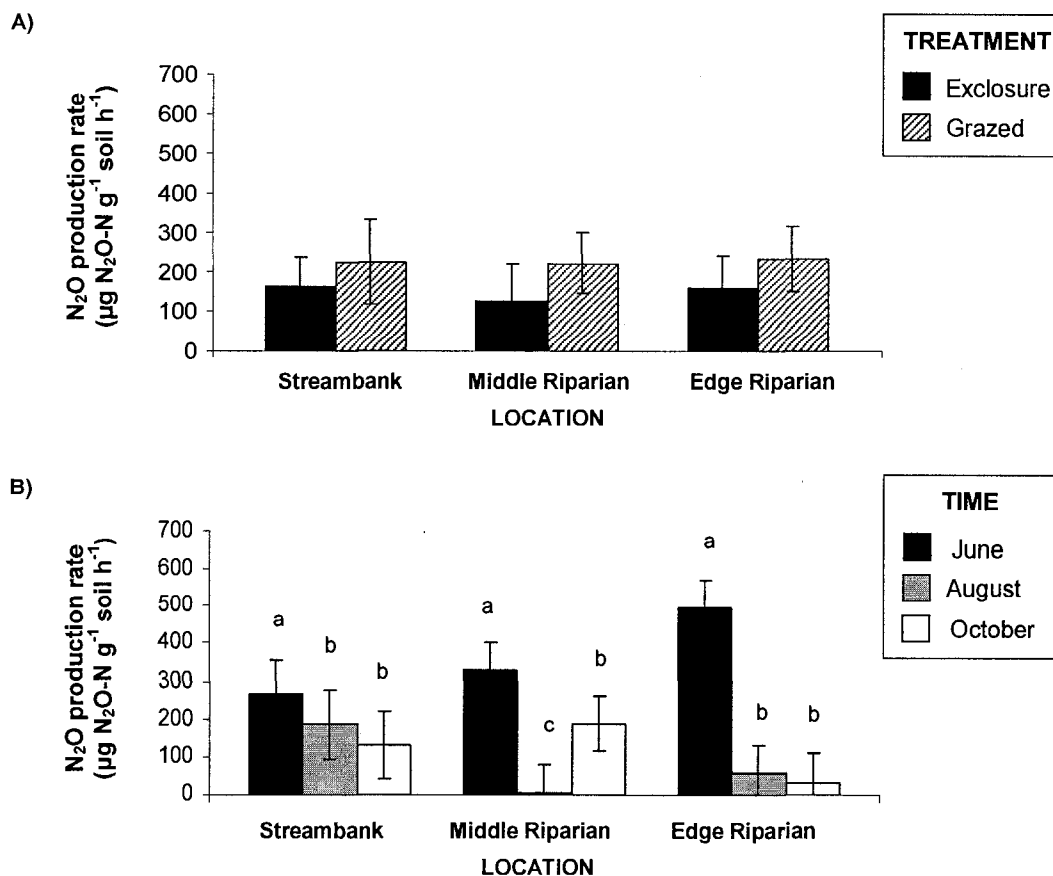 A)
TREATMENT
Exclosure
Grazed
N₂O production rate
(µg N₂O-N g⁻¹ soil h⁻¹)
700
600
500
400
300
200
100
0
Streambank Middle Riparian Edge Riparian
LOCATION
B)
TIME
June
August
October
N₂O production rate
(µg N₂O-N g⁻¹ soil h⁻¹)
700
600
500
400
300
200
100
0
a b b a c b a b b
Streambank Middle Riparian Edge Riparian
LOCATION